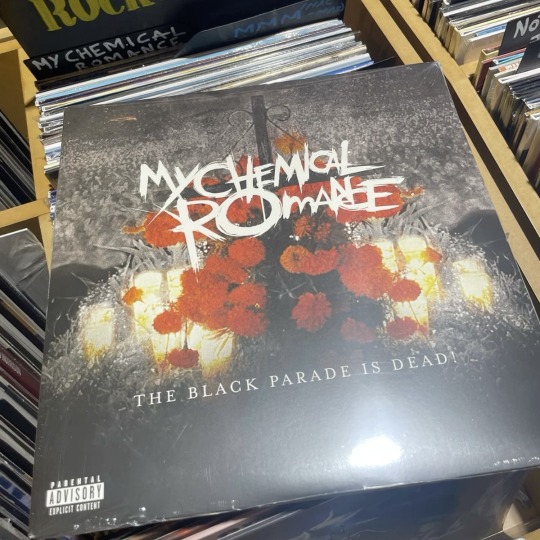 ROCK
MY CHEMICAL
ROMANCE
MY CHEMICAL
ROMANCE
THE BLACK PARADE IS DEAD!
PARENTAL
ADVISORY
EXPLICIT CONTENT